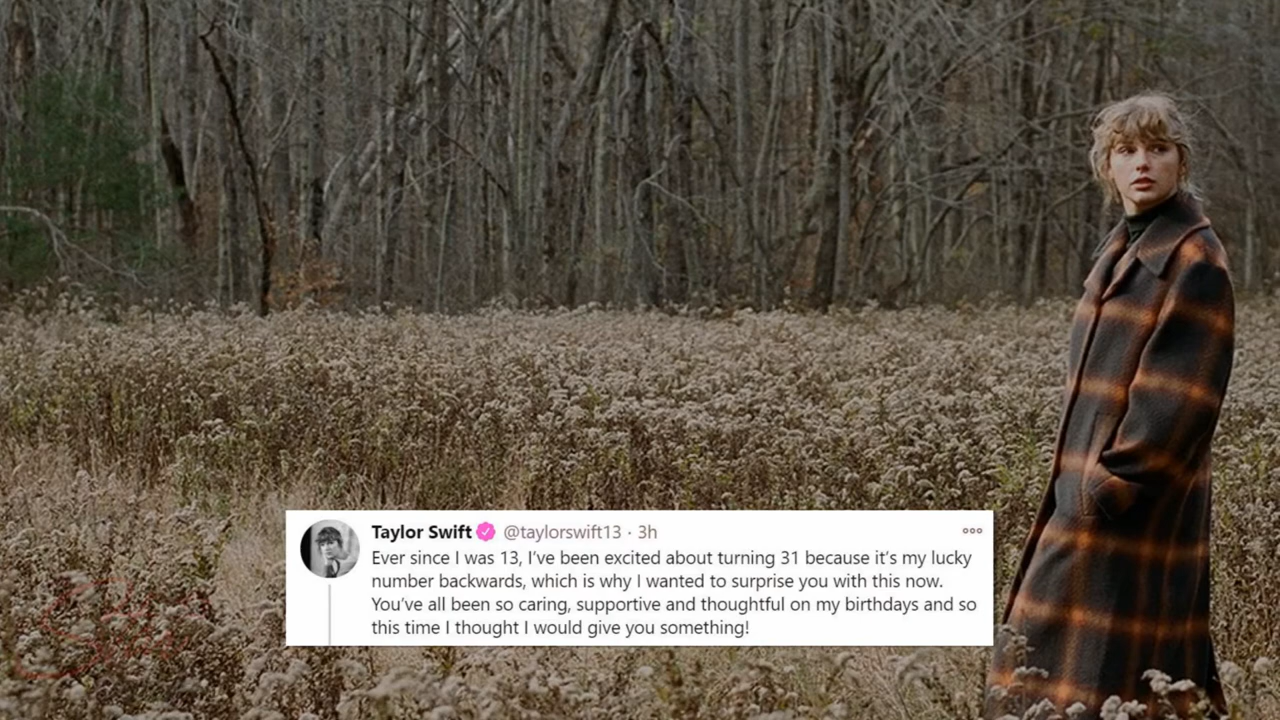 Taylor Swift @taylorswift13 · 3h
Ever since I was 13, I've been excited about turning 31 because it's my lucky
number backwards, which is why I wanted to surprise you with this now.
You've all been so caring, supportive and thoughtful on my birthdays and so
this time I thought I would give you something!